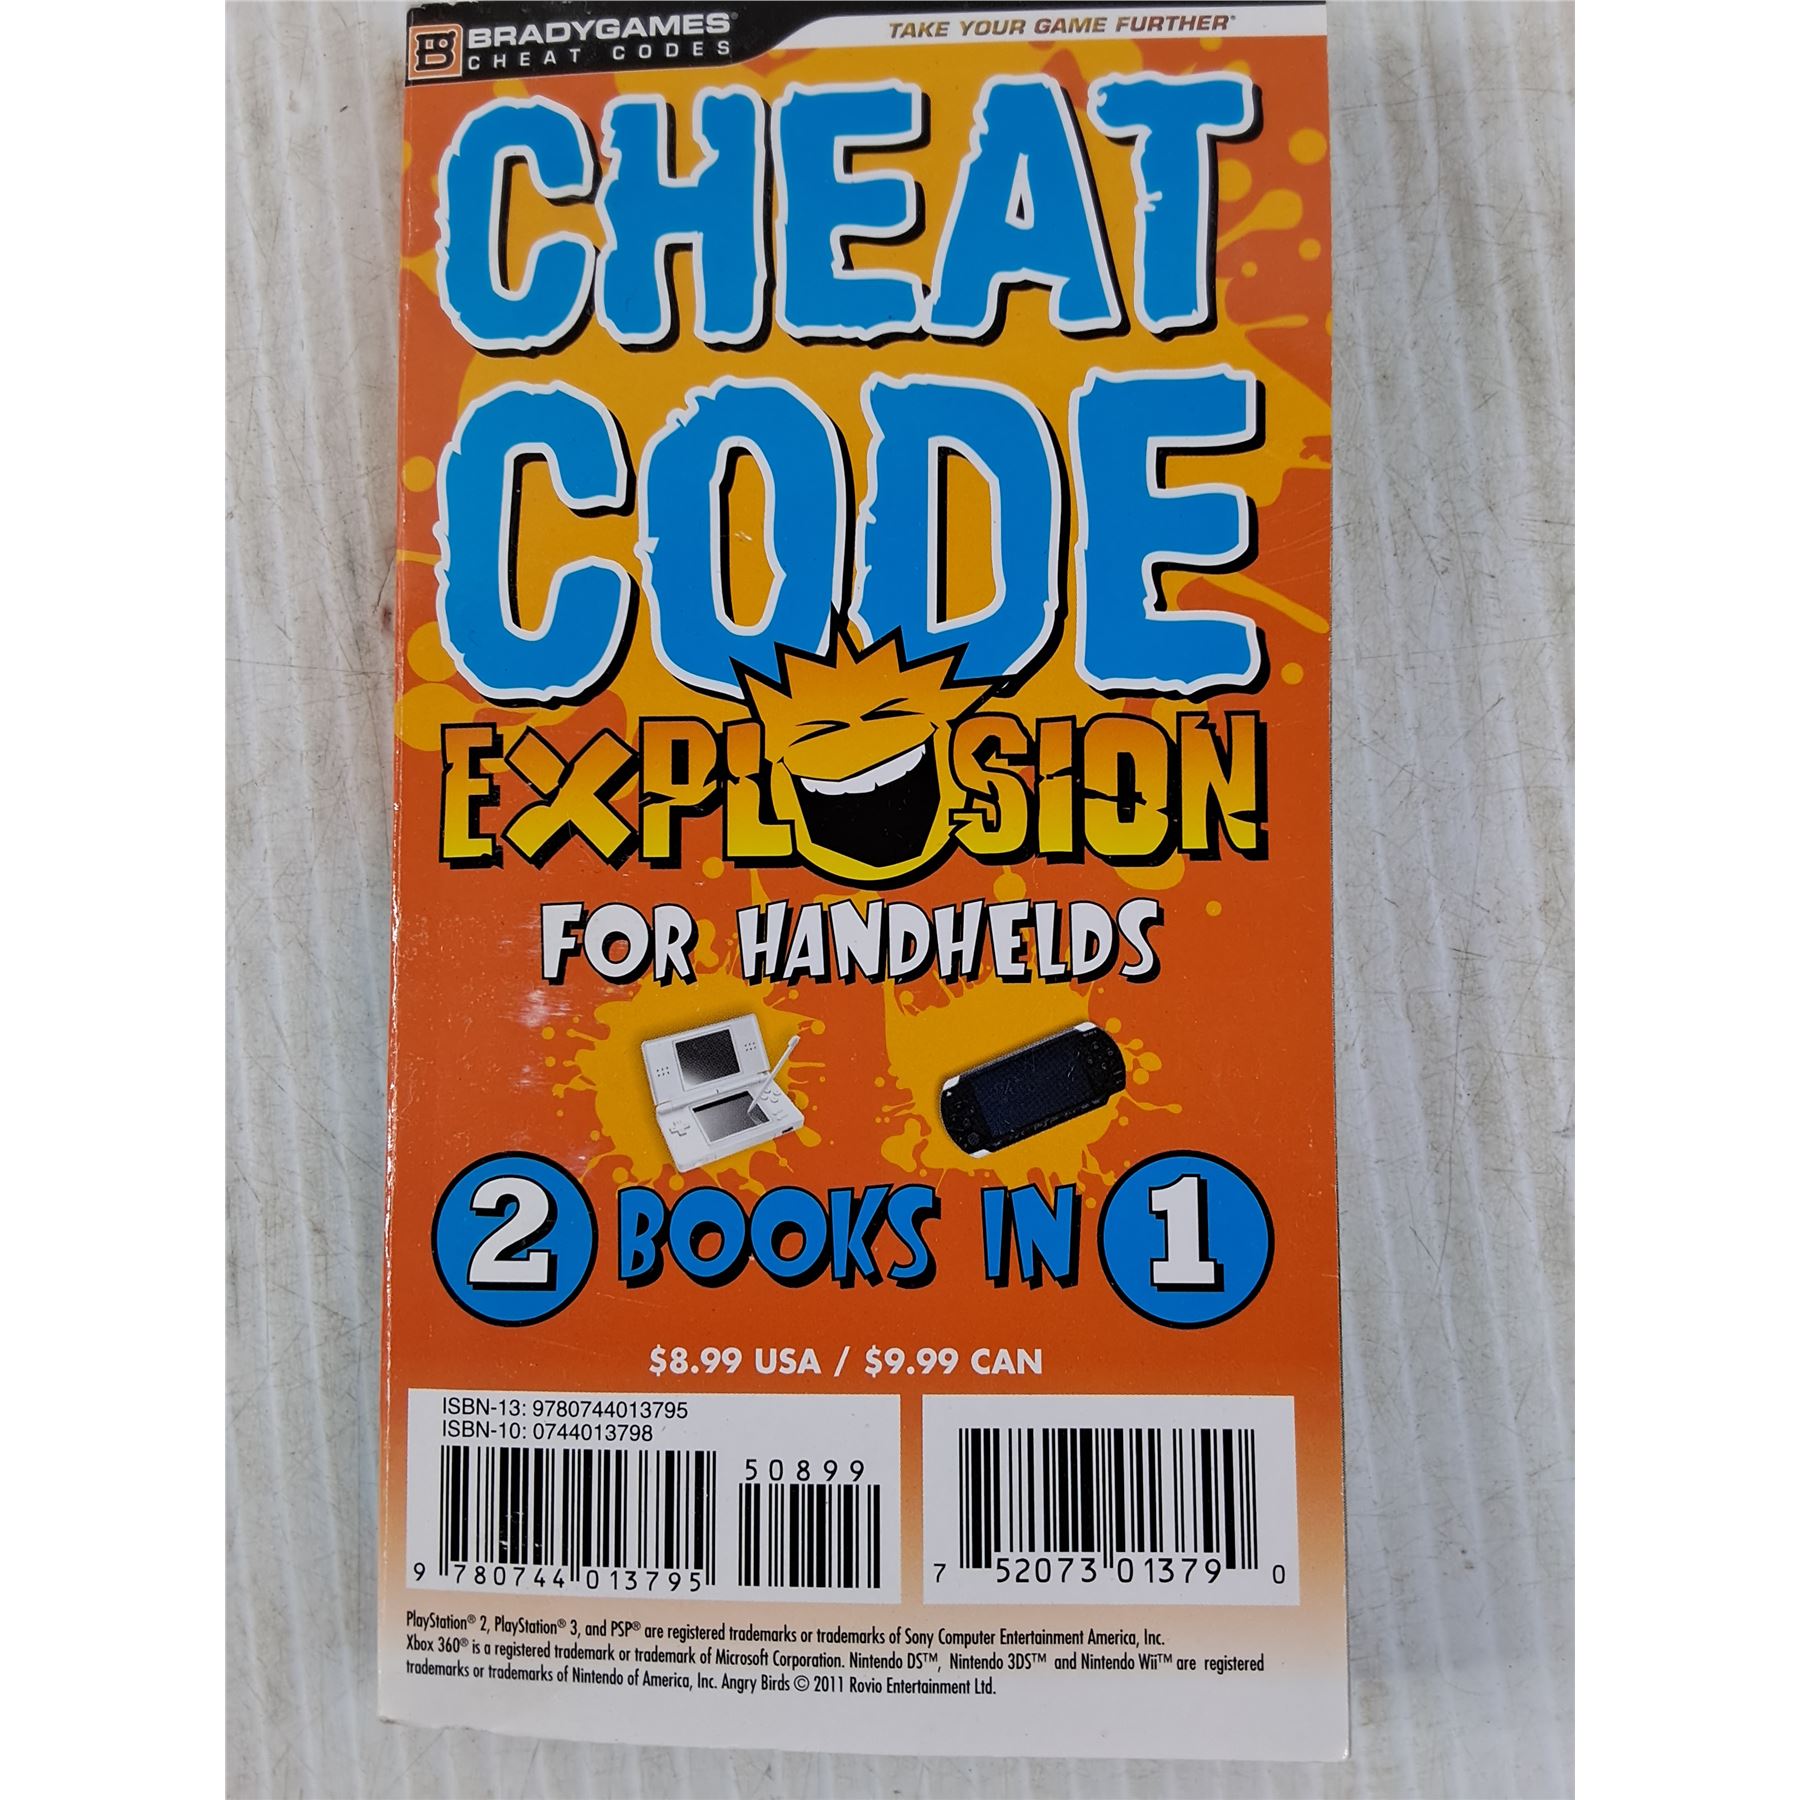 BRADYGAMES®
CHEAT CODES
TAKE YOUR GAME FURTHER®
CHEAT
CODE
EXPLOSION
FOR HANDHELDS
2 BOOKS IN 1
$8.99 USA / $9.99 CAN
ISBN-13: 9780744013795
ISBN-10: 0744013798
50899
9 780744 013795
7 52073 01379 0
PlayStation® 2, PlayStation® 3, and PSP® are registered trademarks or trademarks of Sony Computer Entertainment America, Inc.
Xbox 360® is a registered trademark or trademark of Microsoft Corporation. Nintendo DS™, Nintendo 3DS™ and Nintendo Wii™ are registered
trademarks or trademarks of Nintendo of America, Inc. Angry Birds © 2011 Rovio Entertainment Ltd.